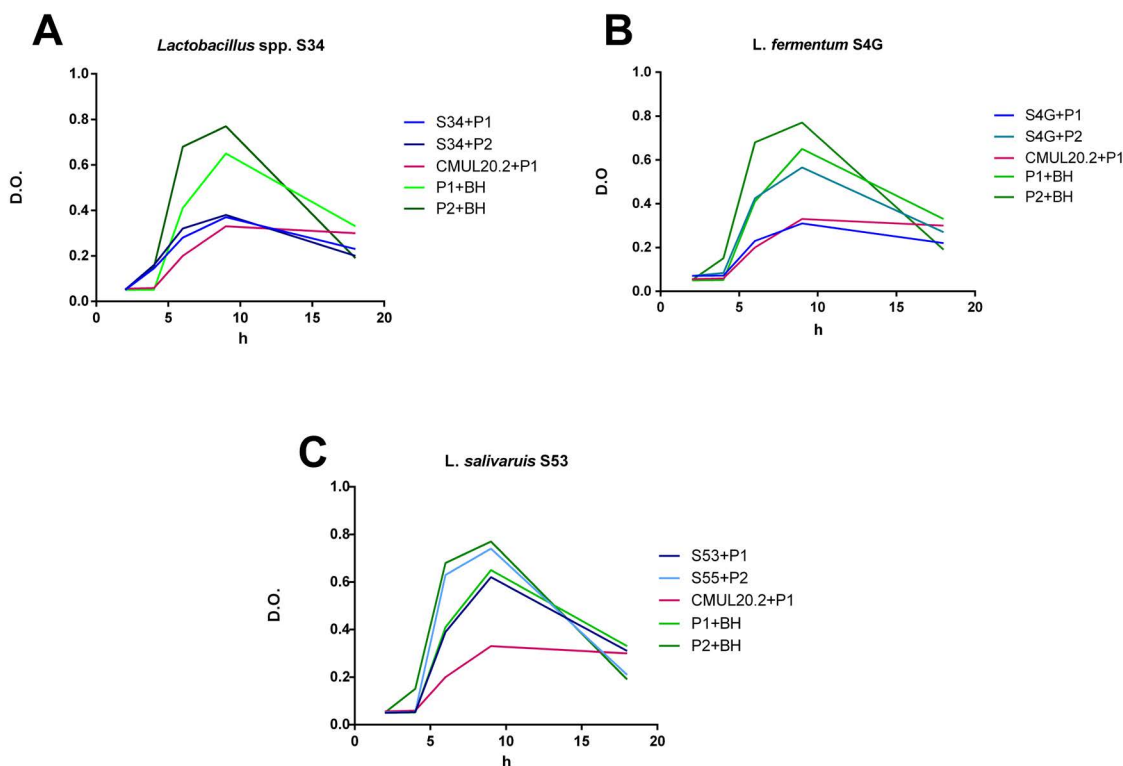 A
Lactobacillus spp. S34
1.0
0.8
0.6
0.4
0.2
0.0
D.O.
0
5
10
15
20
h
S34+P1
S34+P2
CMUL20.2+P1
P1+BH
P2+BH
B
L. fermentum S4G
1.0
0.8
0.6
0.4
0.2
0.0
D.O
0
5
10
15
20
h
S4G+P1
S4G+P2
CMUL20.2+P1
P1+BH
P2+BH
C
L. salivaruis S53
1.0
0.8
0.6
0.4
0.2
0.0
D.O.
0
5
10
15
20
h
S53+P1
S55+P2
CMUL20.2+P1
P1+BH
P2+BH